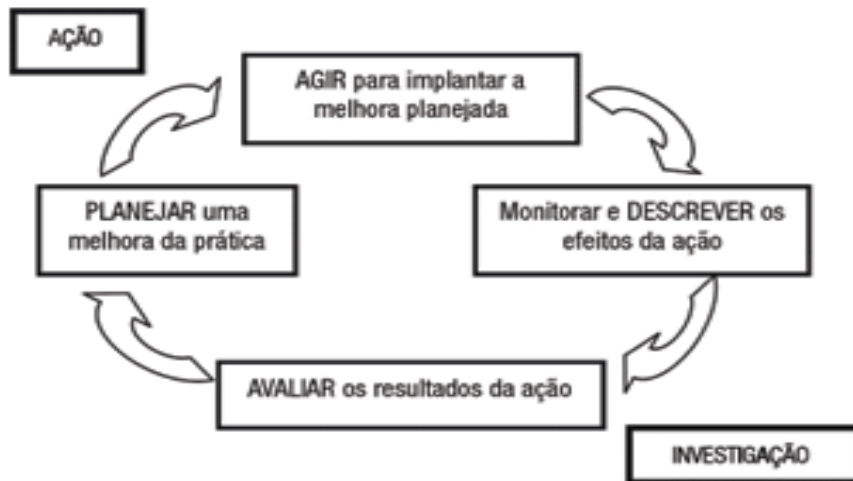 AÇÃO
AGIR para implantar a
melhora planejada
PLANEJAR uma
melhora da prática
Monitorar e DESCREVER os
efeitos da ação
AVALIAR os resultados da ação
INVESTIGAÇÃO